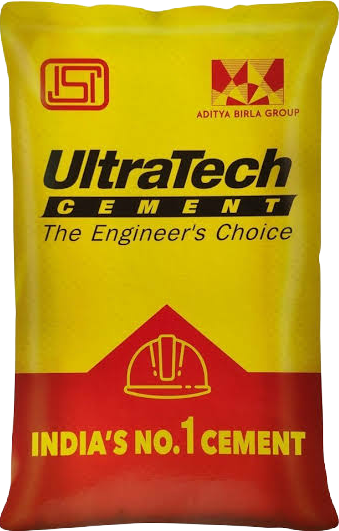 ISI
ADITYA BIRLA GROUP
UltraTech
CEMENT
The Engineer's Choice
INDIA'S NO.1 CEMENT